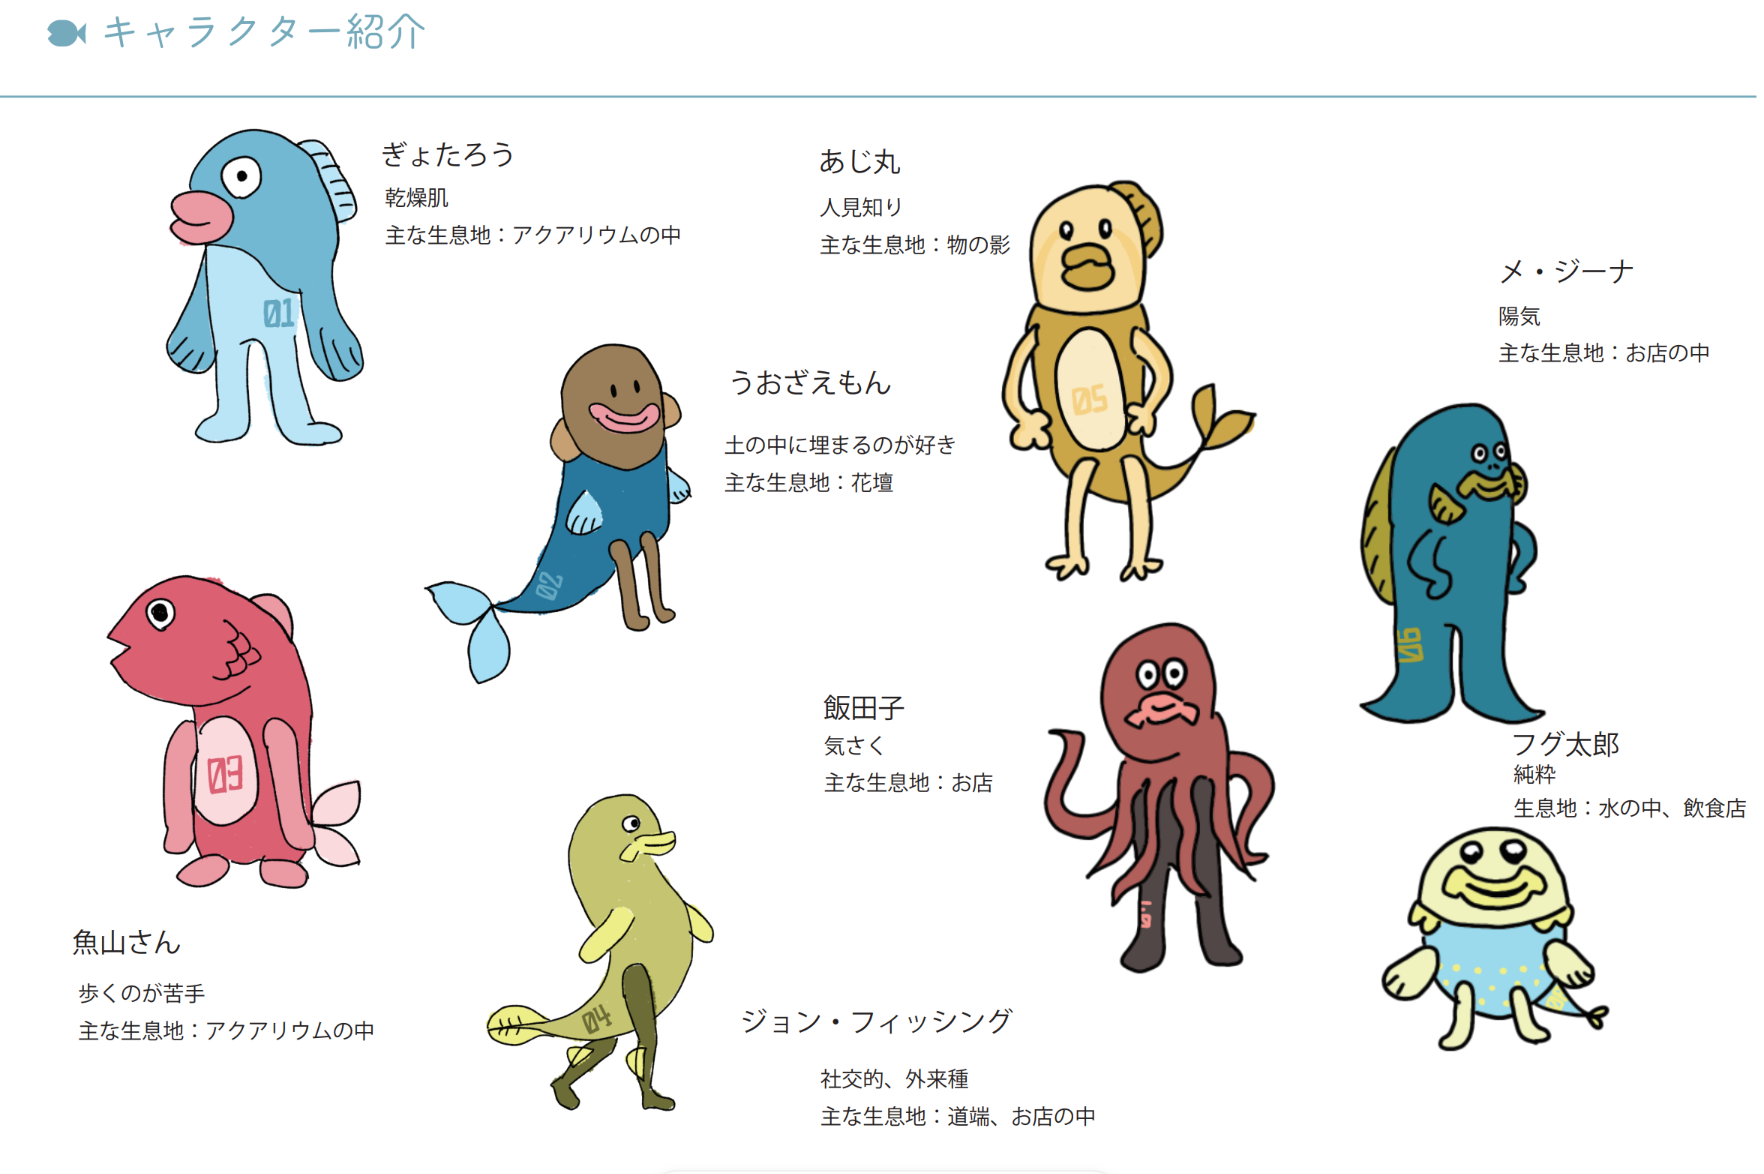 キャラクター紹介
ぎょたろう
乾燥肌
主な生息地：アクアリウムの中
01
うおざえもん
土の中に埋まるのが好き
主な生息地：花壇
02
03
魚山さん
歩くのが苦手
主な生息地：アクアリウムの中
04
ジョン・フィッシング
社交的、外来種
主な生息地：道端、お店の中
あじ丸
人見知り
主な生息地：物の影
05
メ・ジーナ
陽気
主な生息地：お店の中
06
飯田子
気さく
主な生息地：お店
フグ太郎
純粋
生息地：水の中、飲食店